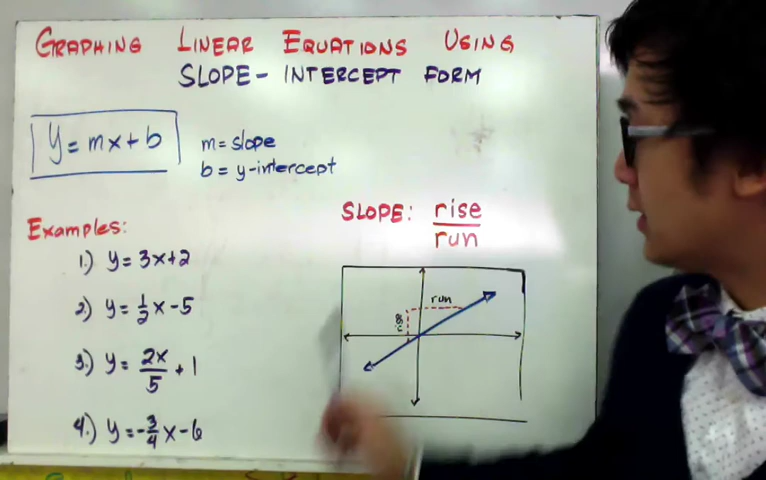 GRAPHING LINEAR EQUATIONS USING
SLOPE-INTERCEPT FORM
y = mx + b
m = slope
b = y-intercept
Examples:
1.) y = 3x+2
2.) y = 1/2 x - 5
3.) y = 2x/5 + 1
4.) y = -3/4 x - 6
SLOPE: rise
run
run
rise